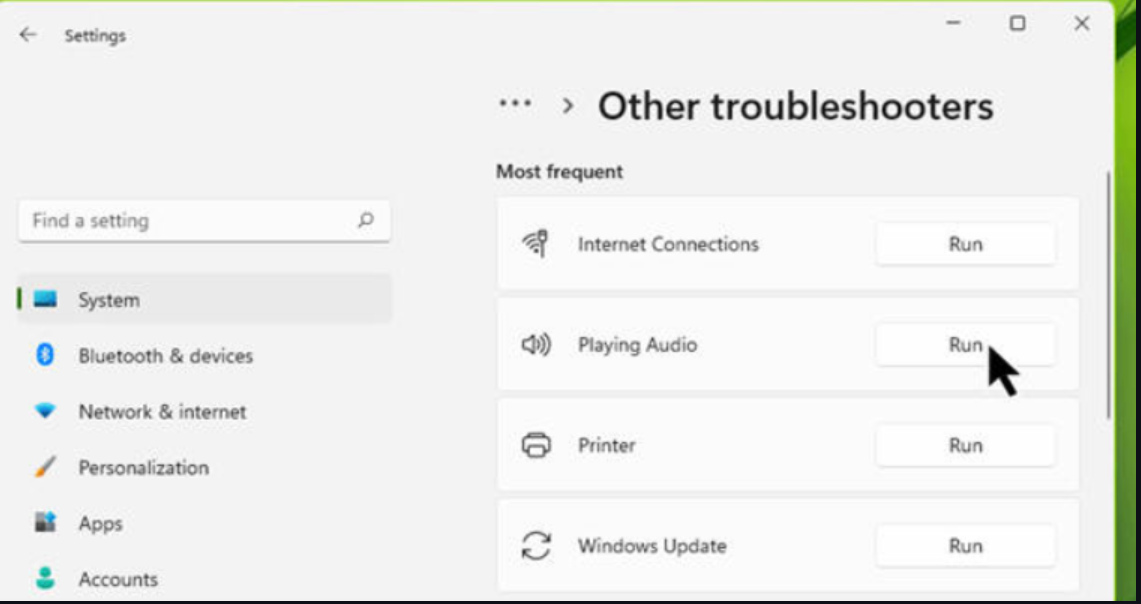 Settings
... > Other troubleshooters
Most frequent
Find a setting
Internet Connections Run
System
Playing Audio Run
Bluetooth & devices
Network & internet
Printer Run
Personalization
Apps
Windows Update Run
Accounts